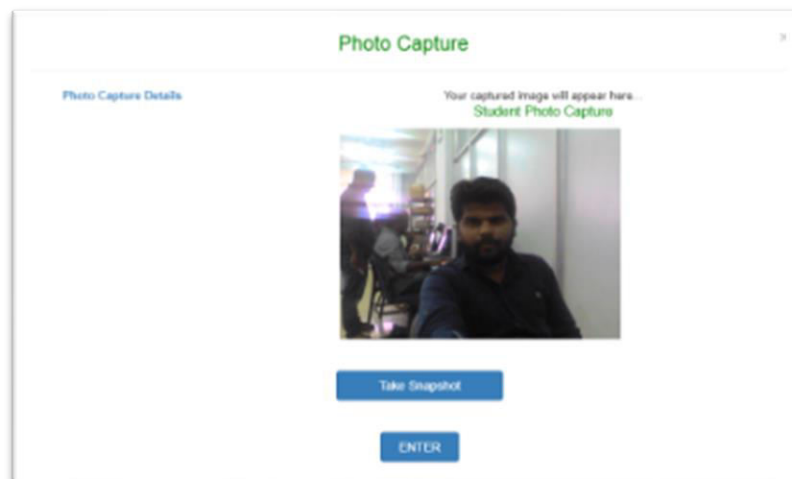 Photo Capture
×
Photo Capture Details
Your captured image will appear here...
Student Photo Capture
Take Snapshot
ENTER